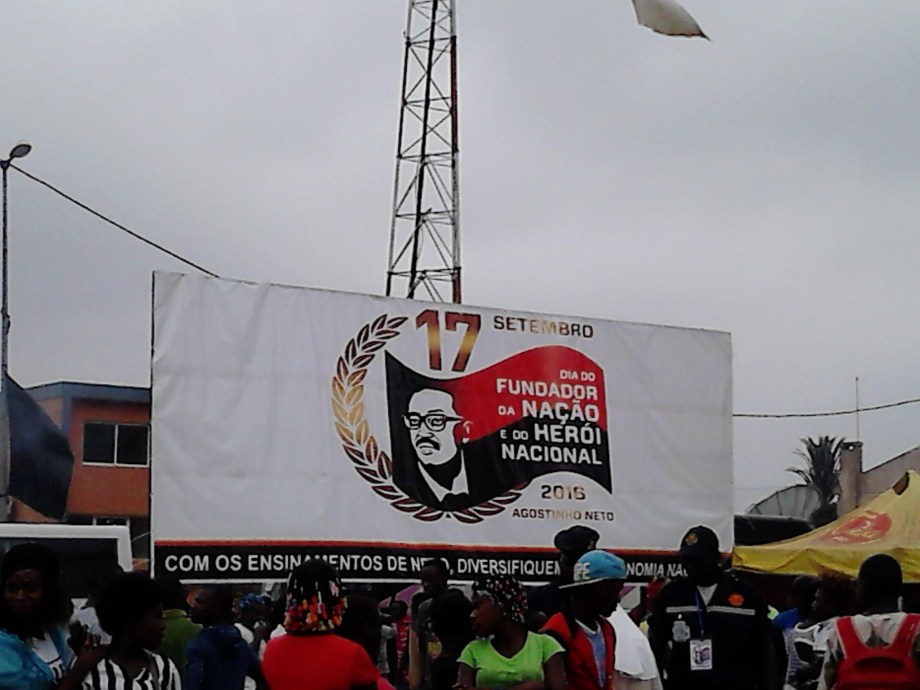 17 SETEMBRO
DIA DO
FUNDADOR
DA NAÇÃO
E DO HERÓI
NACIONAL
2016
AGOSTINHO NETO
COM OS ENSINAMENTOS DE NETO, DIVERSIFIQUEM